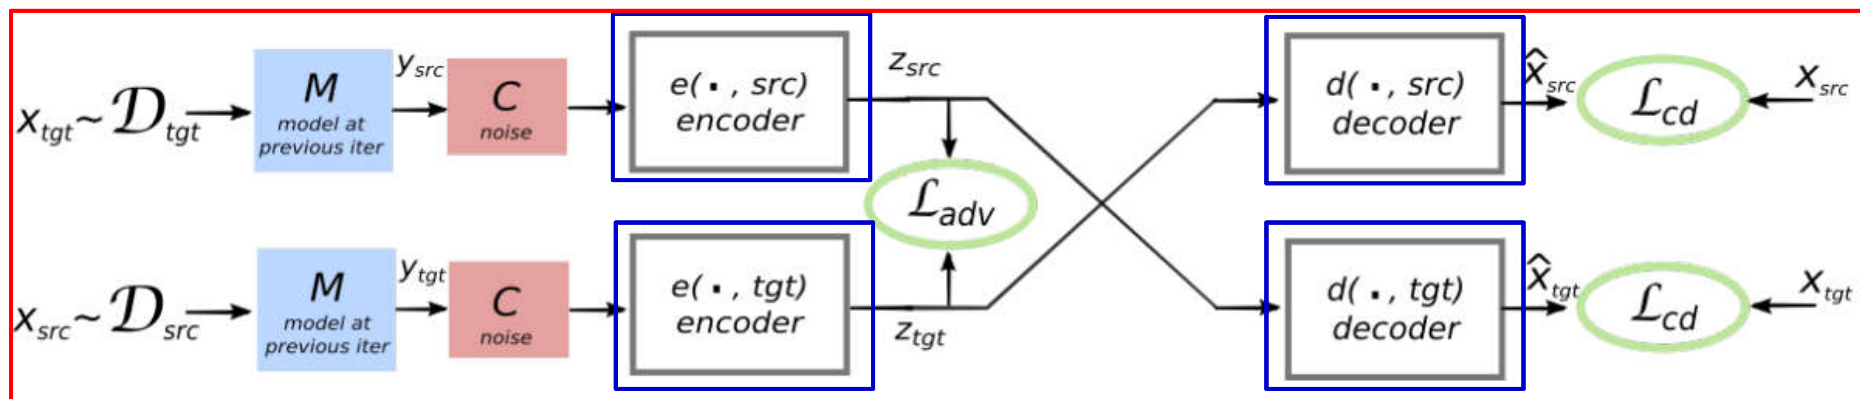 x_tgt ~ D_tgt
M
model at
previous iter
y_src
C
noise
e(· , src)
encoder
z_src
d(· , src)
decoder
x̂_src
L_cd
x_src
L_adv
x_src ~ D_src
M
model at
previous iter
y_tgt
C
noise
e(· , tgt)
encoder
z_tgt
d(· , tgt)
decoder
x̂_tgt
L_cd
x_tgt